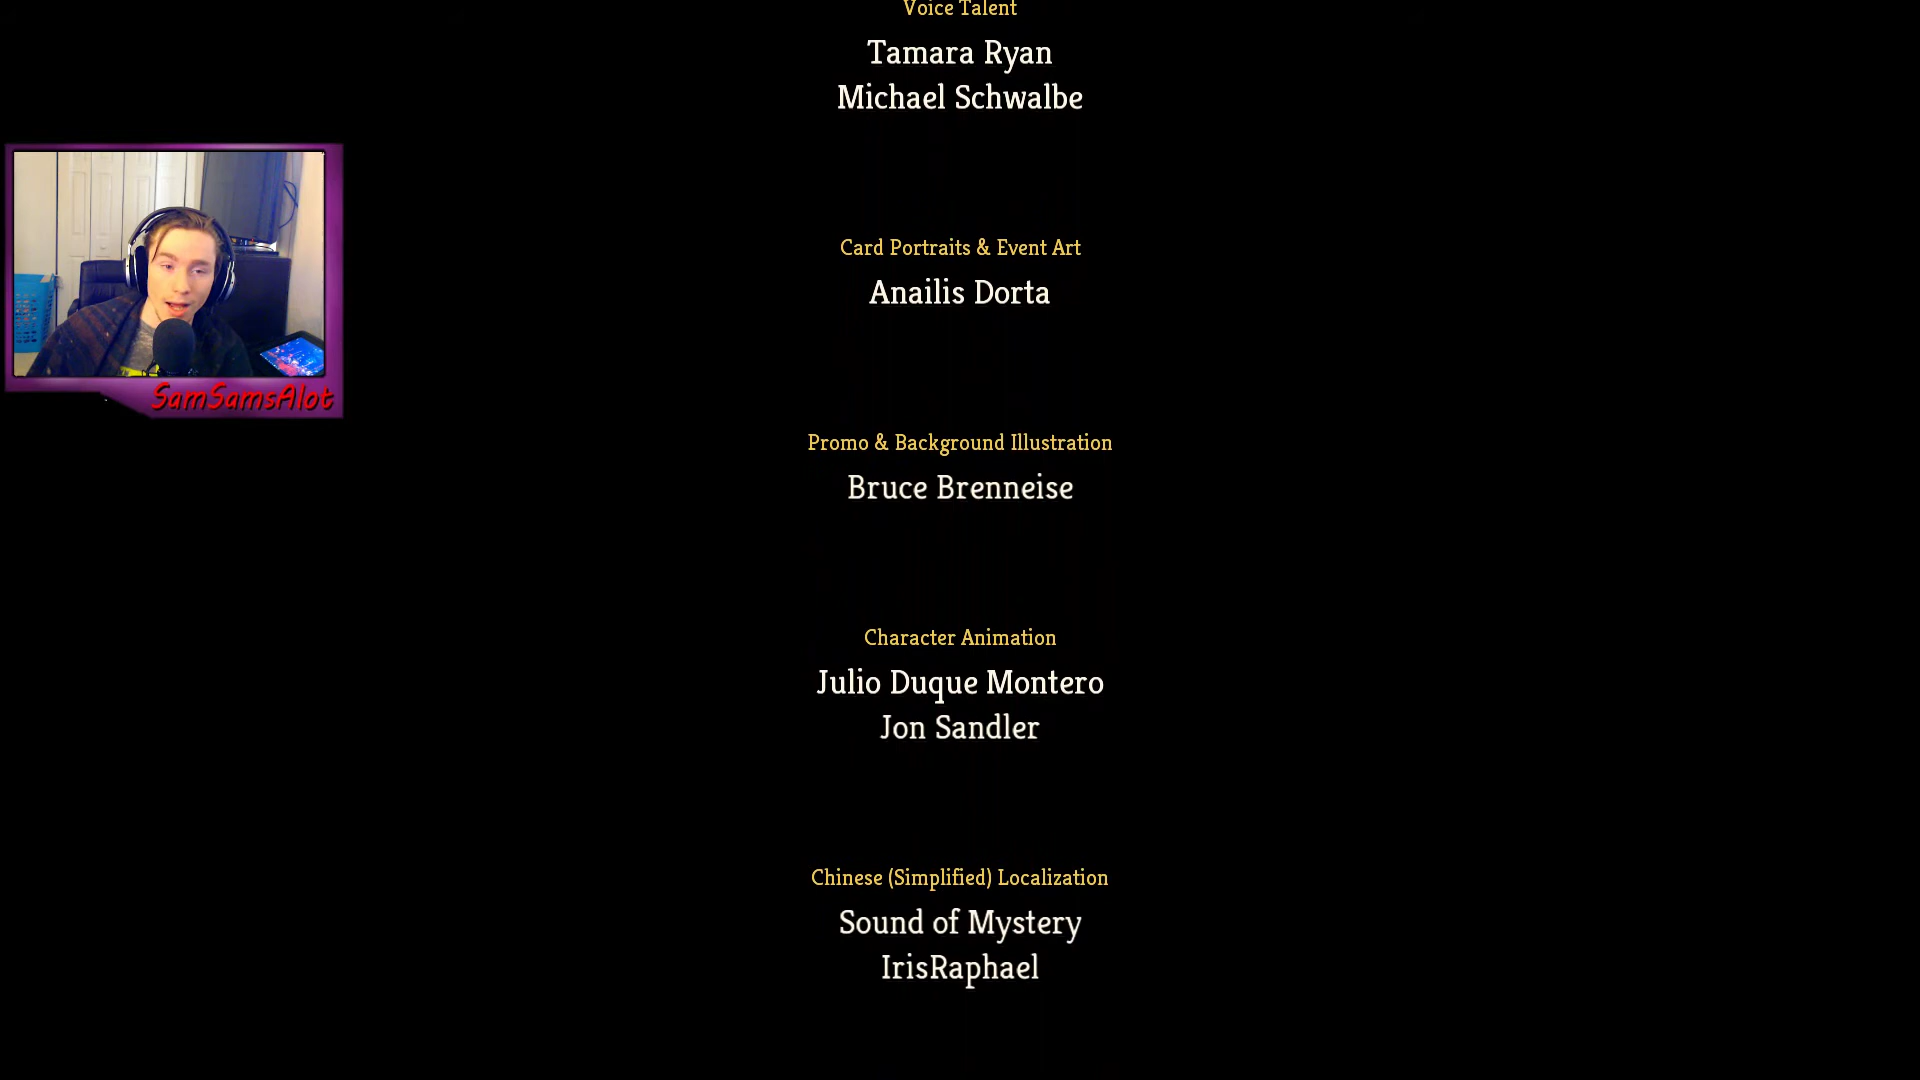 Voice Talent
Tamara Ryan
Michael Schwalbe
SamSamsAlot
Card Portraits & Event Art
Anailis Dorta
Promo & Background Illustration
Bruce Brenneise
Character Animation
Julio Duque Montero
Jon Sandler
Chinese (Simplified) Localization
Sound of Mystery
IrisRaphael